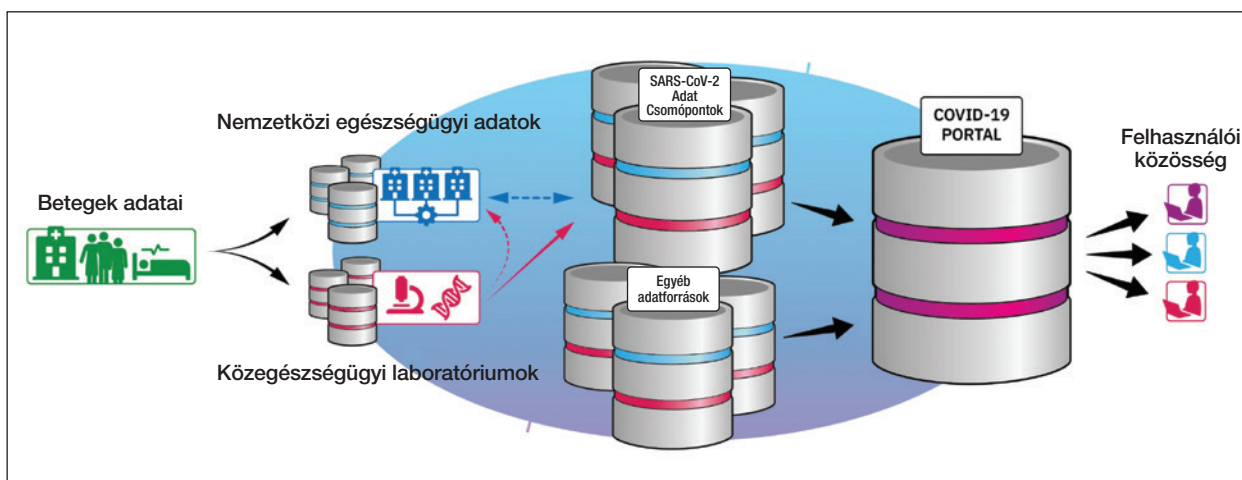 Betegek adatai
Nemzetközi egészségügyi adatok
Közegészségügyi laboratóriumok
SARS-CoV-2
Adat
Csomópontok
Egyéb
adatforrások
COVID-19
PORTAL
Felhasználói
közösség